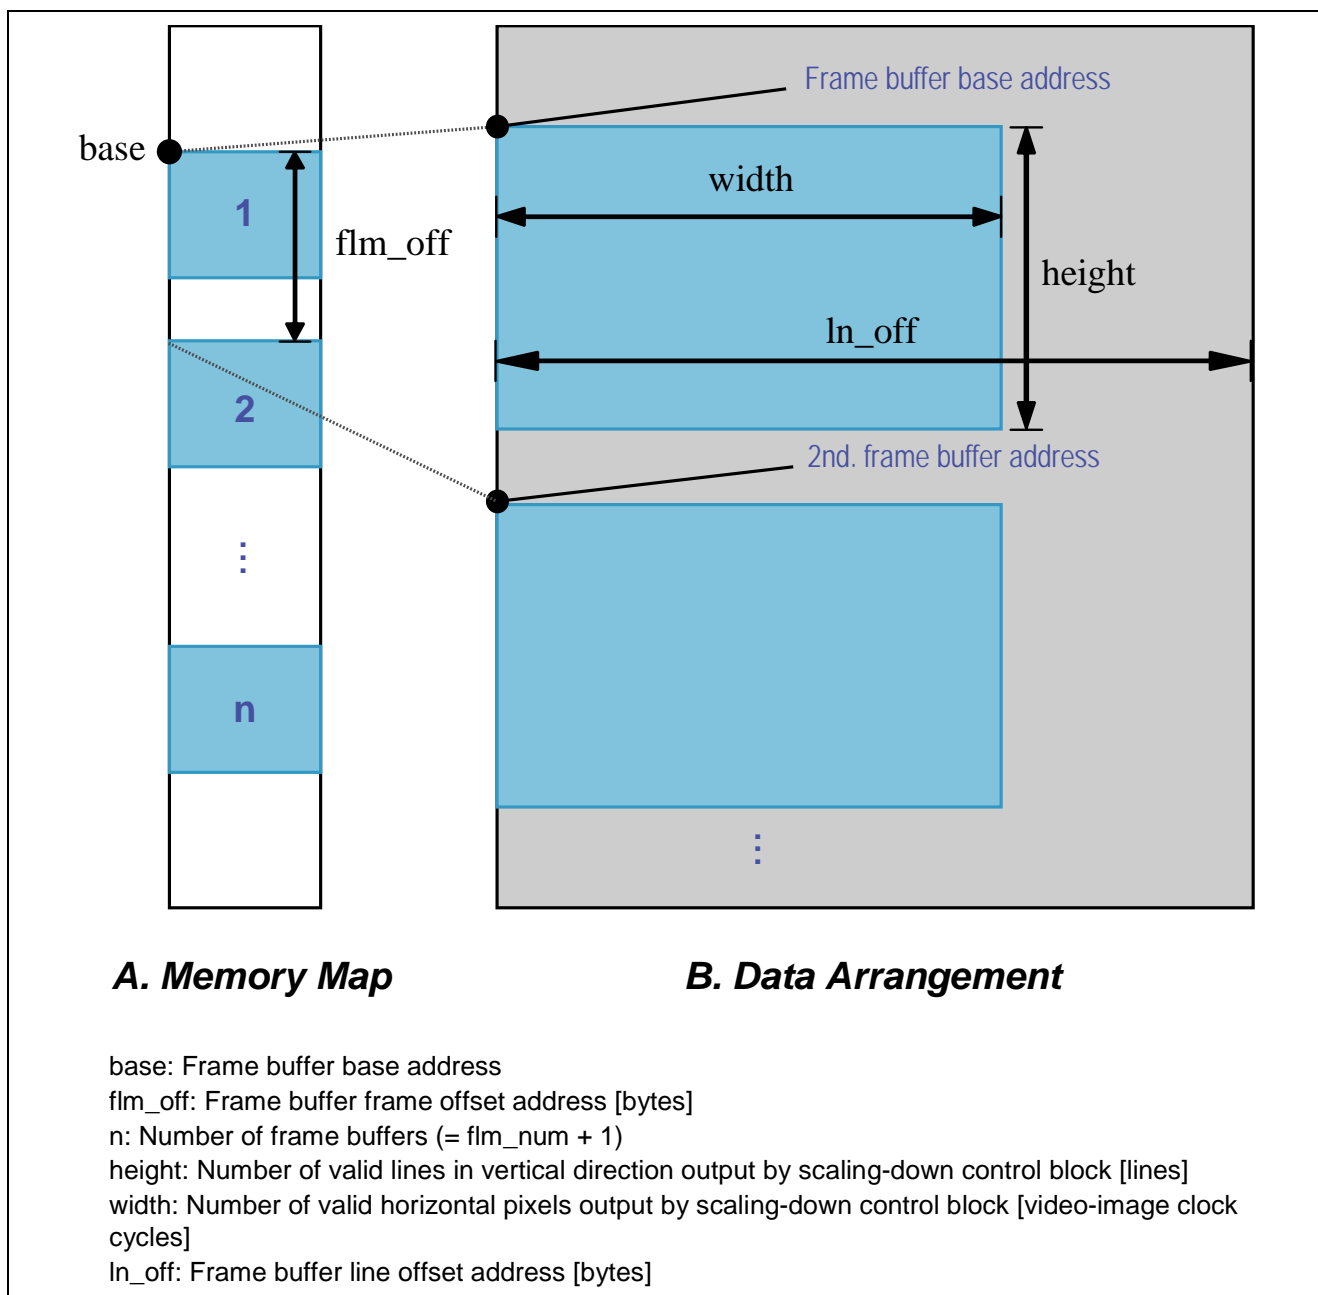 Frame buffer base address
base
1
width
flm_off
height
ln_off
2
2nd. frame buffer address
...
n
...
A. Memory Map
B. Data Arrangement
base: Frame buffer base address
flm_off: Frame buffer frame offset address [bytes]
n: Number of frame buffers (= flm_num + 1)
height: Number of valid lines in vertical direction output by scaling-down control block [lines]
width: Number of valid horizontal pixels output by scaling-down control block [video-image clock
cycles]
ln_off: Frame buffer line offset address [bytes]